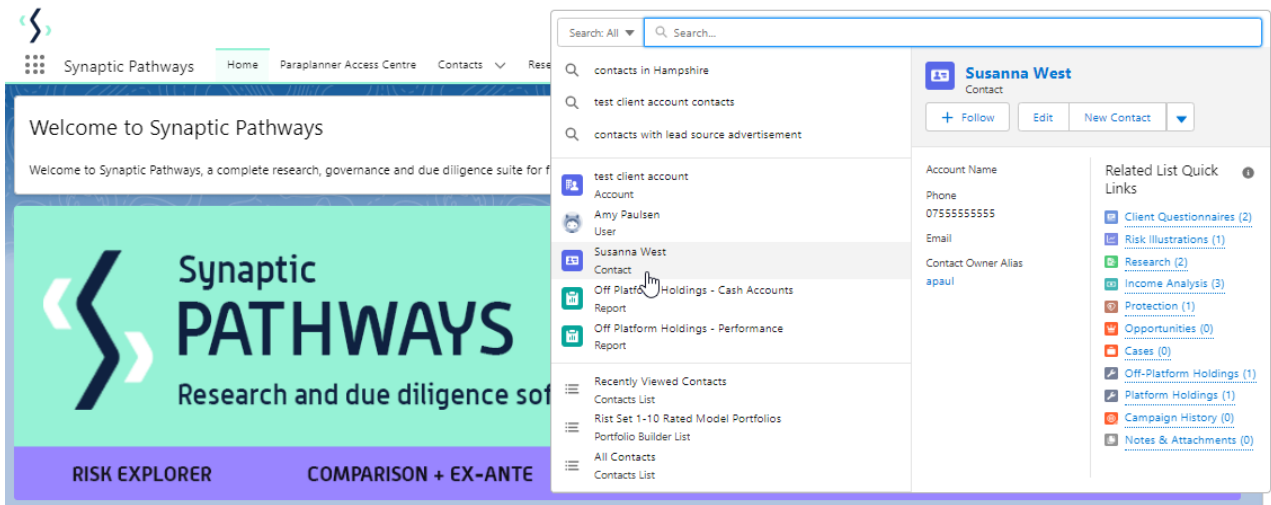 Search: All
Search...
Synaptic Pathways
Home
Paraplanner Access Centre
Contacts
Rese
Welcome to Synaptic Pathways
Welcome to Synaptic Pathways, a complete research, governance and due diligence suite for f
Synaptic
PATHWAYS
Research and due diligence sof
RISK EXPLORER
COMPARISON + EX-ANTE
contacts in Hampshire
test client account contacts
contacts with lead source advertisement
test client account
Account
Amy Paulsen
User
Susanna West
Contact
Off Platfo Holdings - Cash Accounts
Report
Off Platform Holdings - Performance
Report
Recently Viewed Contacts
Contacts List
Rist Set 1-10 Rated Model Portfolios
Portfolio Builder List
All Contacts
Contacts List
Susanna West
Contact
+ Follow
Edit
New Contact
Account Name
Phone
07555555555
Email
Contact Owner Alias
apaul
Related List Quick
Links
Client Questionnaires (2)
Risk Illustrations (1)
Research (2)
Income Analysis (3)
Protection (1)
Opportunities (0)
Cases (0)
Off-Platform Holdings (1)
Platform Holdings (1)
Campaign History (0)
Notes & Attachments (0)